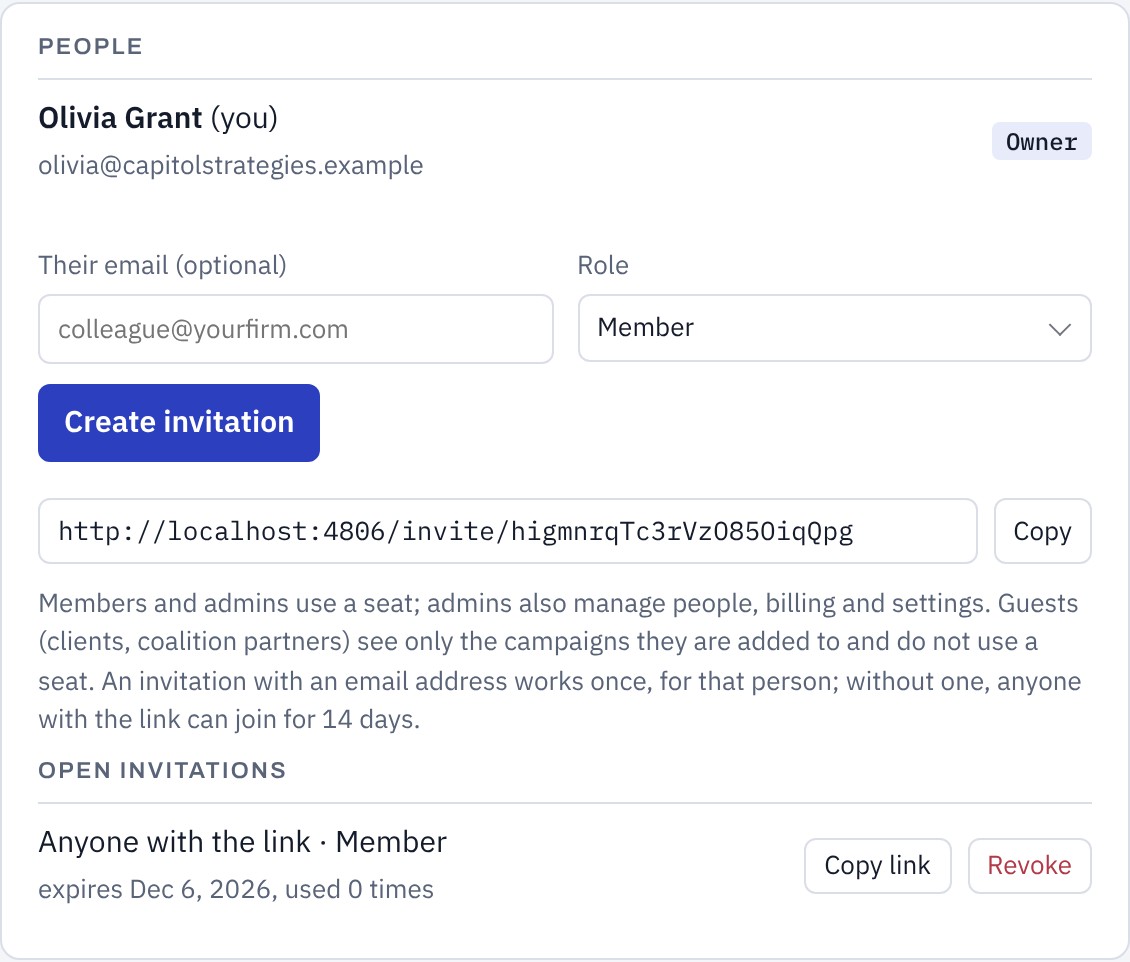 PEOPLE
Olivia Grant (you)
olivia@capitolstrategies.example
Owner
Their email (optional)
Role
colleague@yourfirm.com
Member
Create invitation
http://localhost:4806/invite/higmnrqTc3rVzO85OiqQpg
Copy
Members and admins use a seat; admins also manage people, billing and settings. Guests
(clients, coalition partners) see only the campaigns they are added to and do not use a
seat. An invitation with an email address works once, for that person; without one, anyone
with the link can join for 14 days.
OPEN INVITATIONS
Anyone with the link · Member
expires Dec 6, 2026, used 0 times
Copy link
Revoke